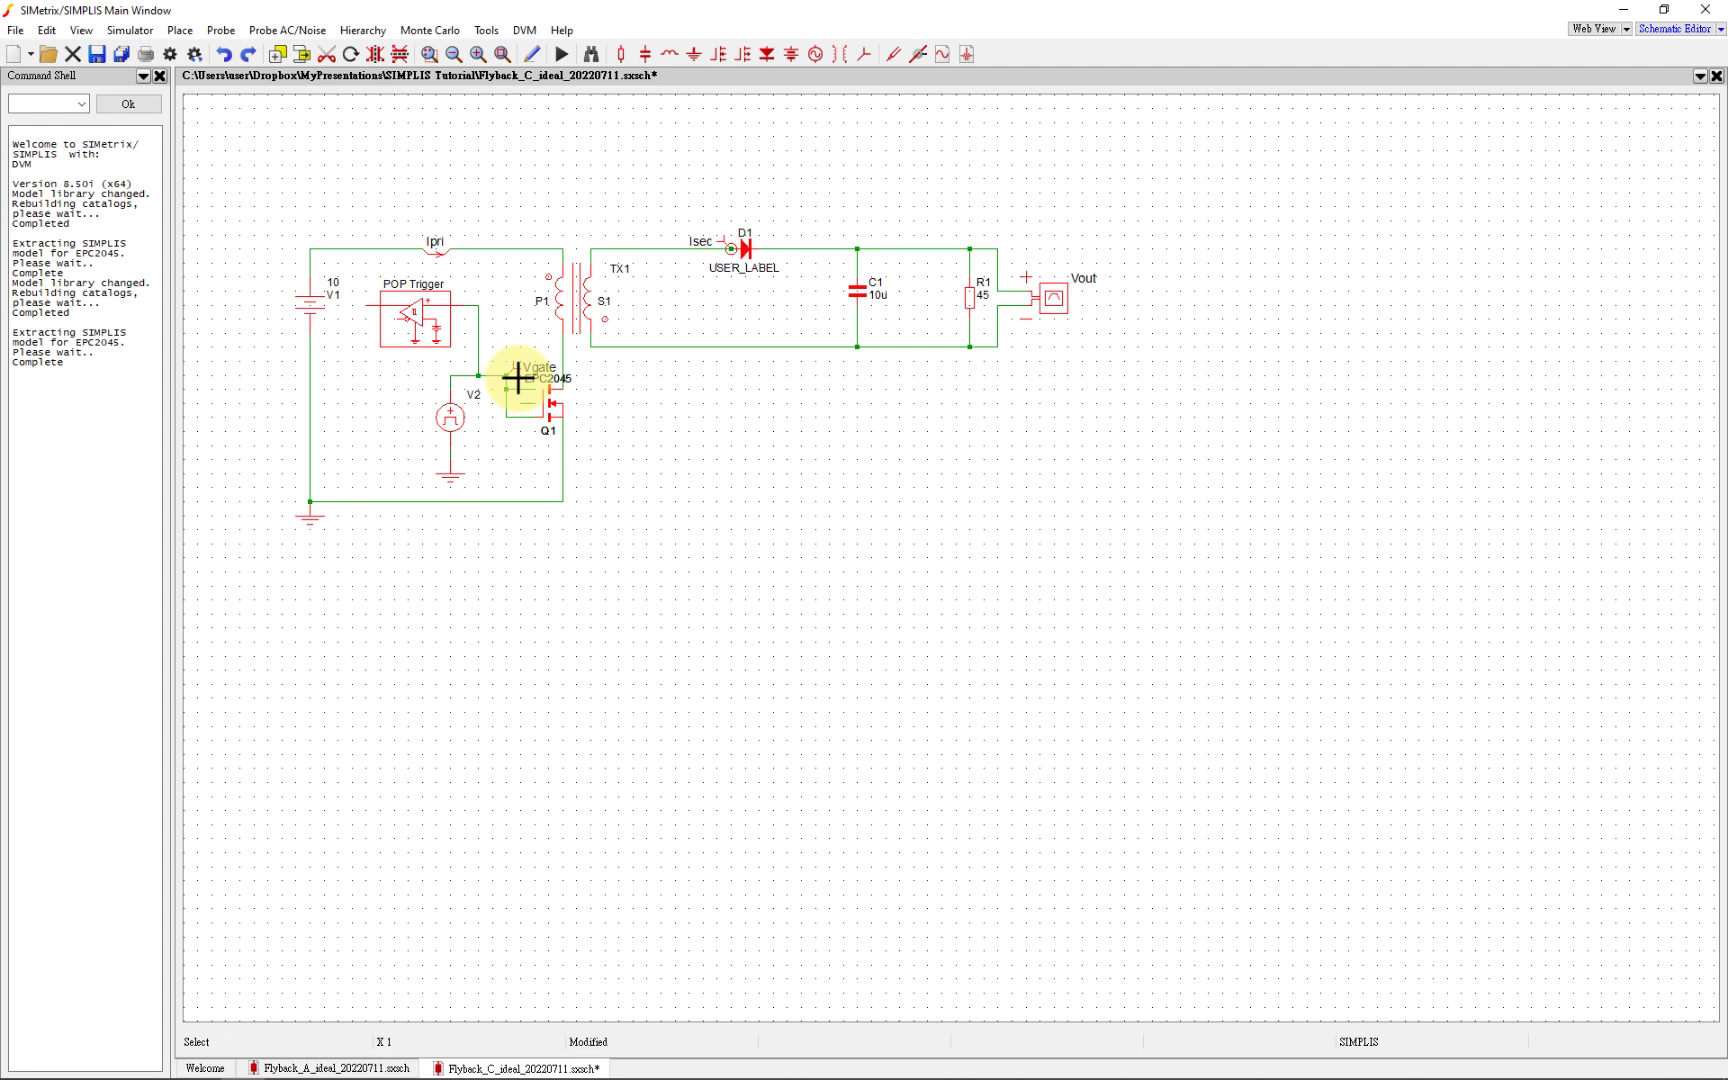 SIMetrix/SIMPLIS Main Window
File Edit View Simulator Place Probe Probe AC/Noise Hierarchy Monte Carlo Tools DVM Help
Web View Schematic Editor
Command Shell
C:\Users\user\Dropbox\MyPresentations\SIMPLIS Tutorial\Flyback_C_ideal_20220711.sxsch*
Ok
Welcome to SIMetrix/
SIMPLIS with:
DVM
Version 8.50i (x64)
Model library changed.
Rebuilding catalogs,
please wait...
Completed
Extracting SIMPLIS
model for EPC2045.
Please wait..
Complete
Model library changed.
Rebuilding catalogs,
please wait...
Completed
Extracting SIMPLIS
model for EPC2045.
Please wait..
Complete
Ipri
Isec
D1
USER_LABEL
TX1
10
V1
POP Trigger
P1
S1
C1
10u
R1
45
Vout
Vgate
EPC2045
V2
Q1
Select X 1 Modified SIMPLIS
Welcome Flyback_A_ideal_20220711.sxsch Flyback_C_ideal_20220711.sxsch*